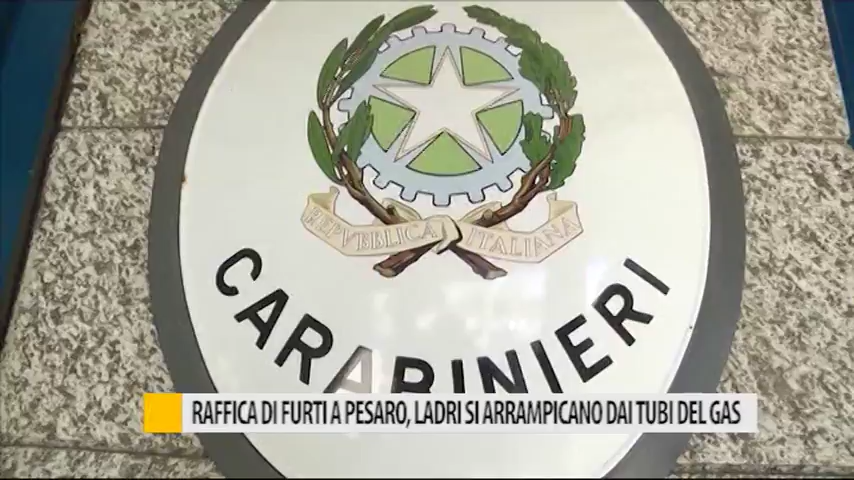 REPVBBLICA ITALIANA
CARABINIERI
RAFFICA DI FURTI A PESARO, LADRI SI ARRAMPICANO DAI TUBI DEL GAS